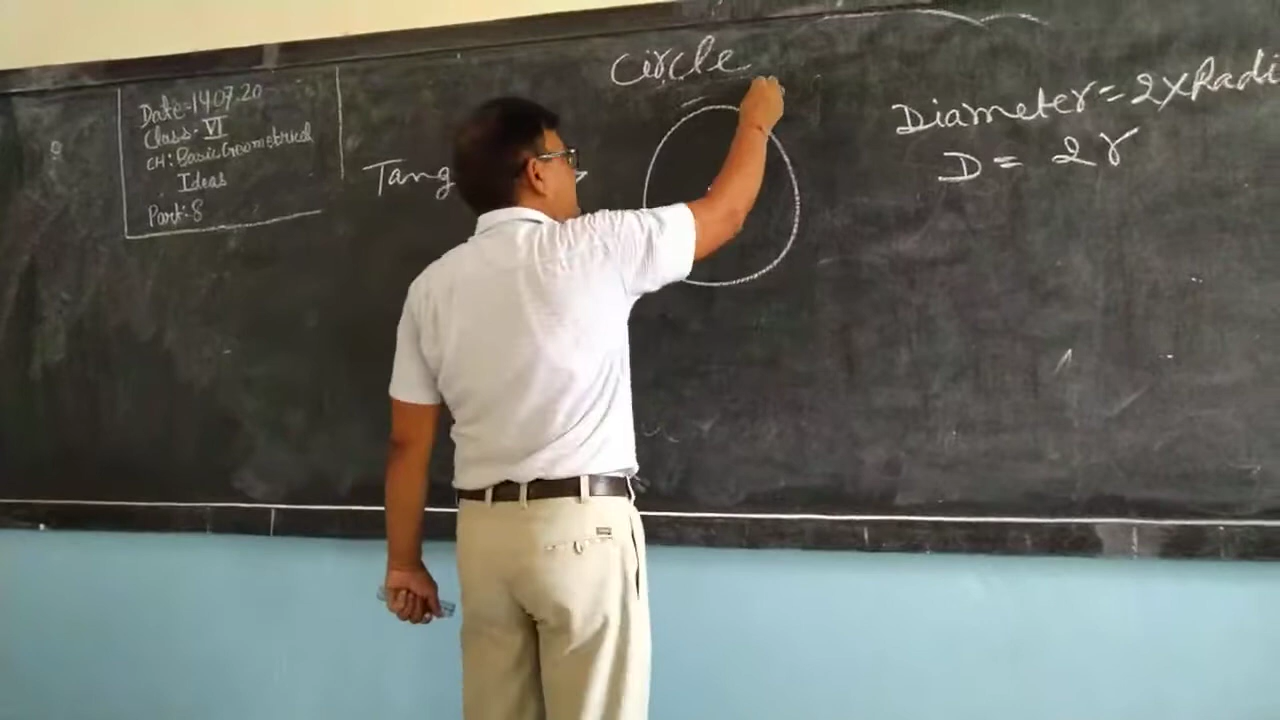 Circle
Date=14.07.20
Class: VI
CH: Basic Geometrical
Ideas
Part: 8
Tang
Diameter = 2 x Radi
D = 2r